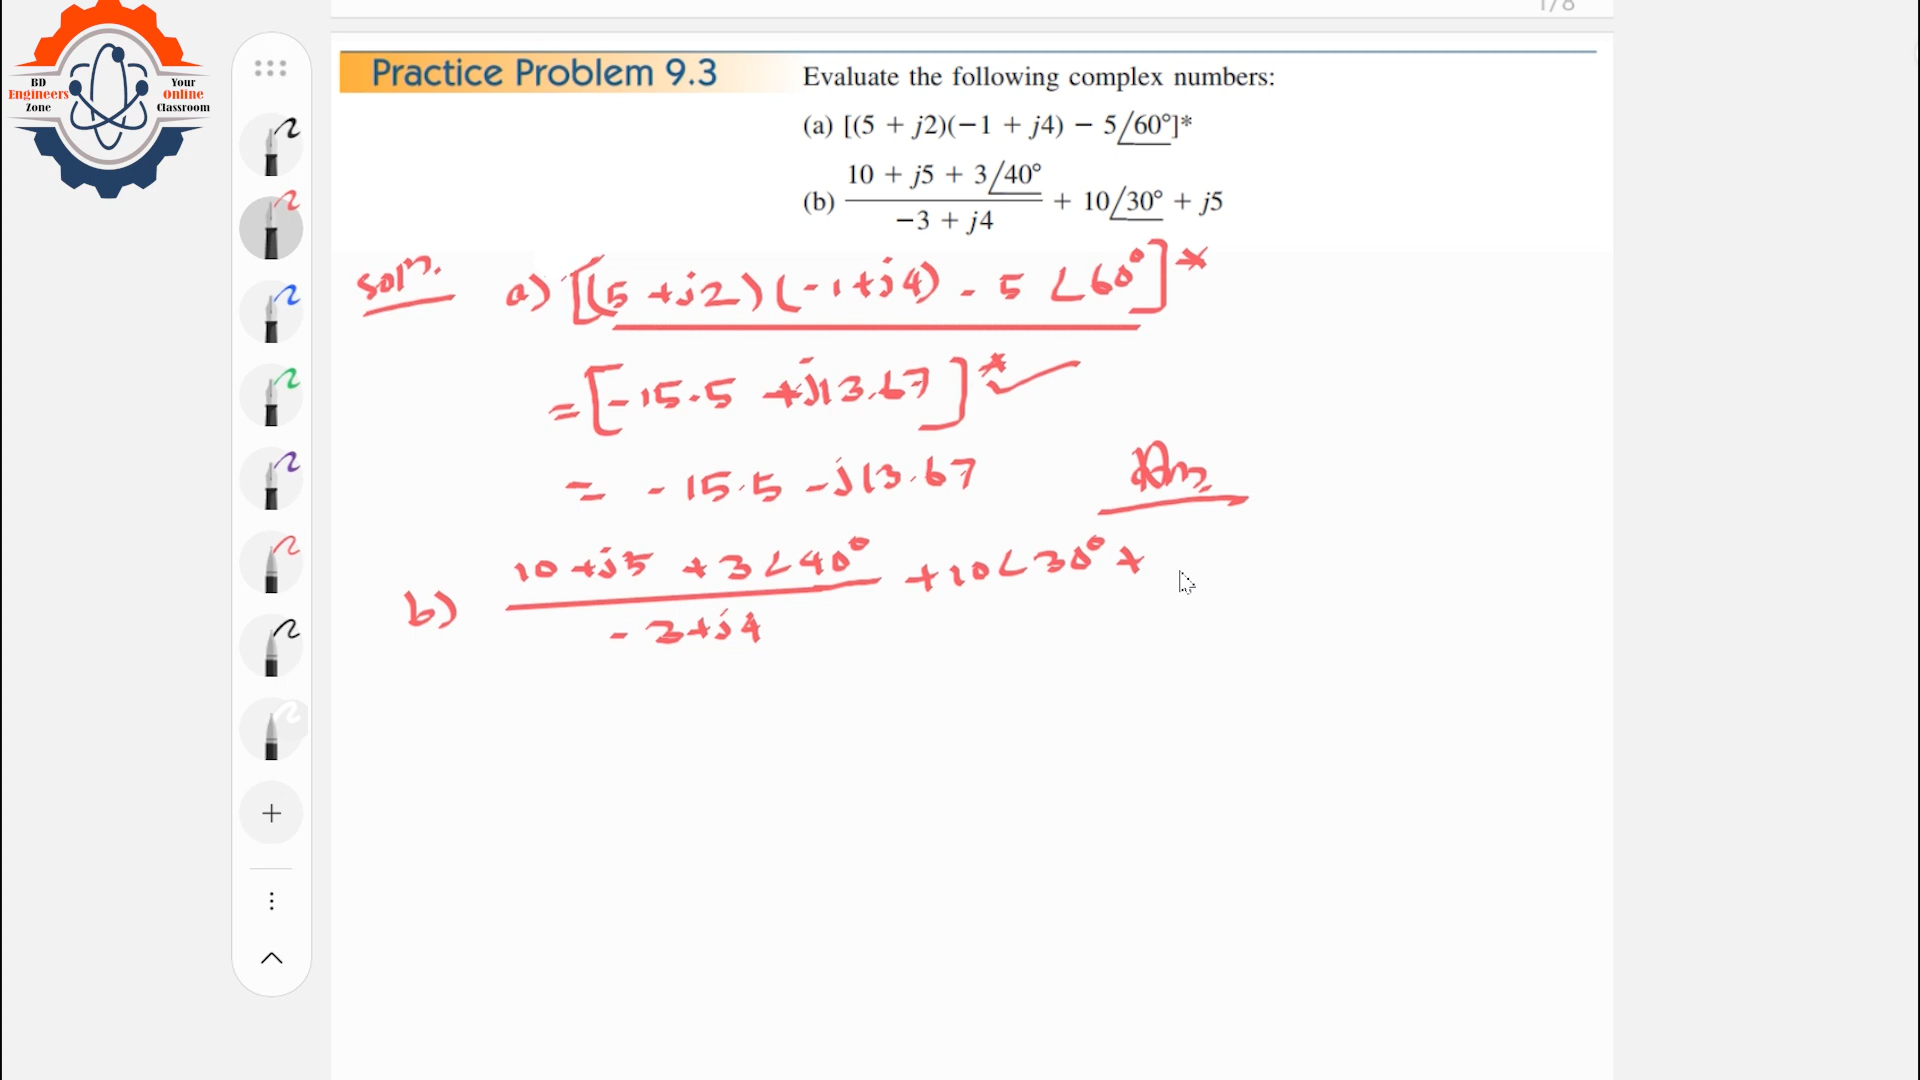 1/8
BD Engineers Zone
Your Online Classroom
Practice Problem 9.3
Evaluate the following complex numbers:
(a) [(5 + j2)(−1 + j4) − 5/60°]*
(b) (10 + j5 + 3/40°)/(−3 + j4) + 10/30° + j5
Soln.
a) [(5 +j2) (-1+j4) - 5 ∠60°]*
= [-15.5 +j13.67]* ✓
= -15.5 -j13.67 Ans
b) (10 +j5 + 3∠40°)/(-3+j4) +10∠30° +